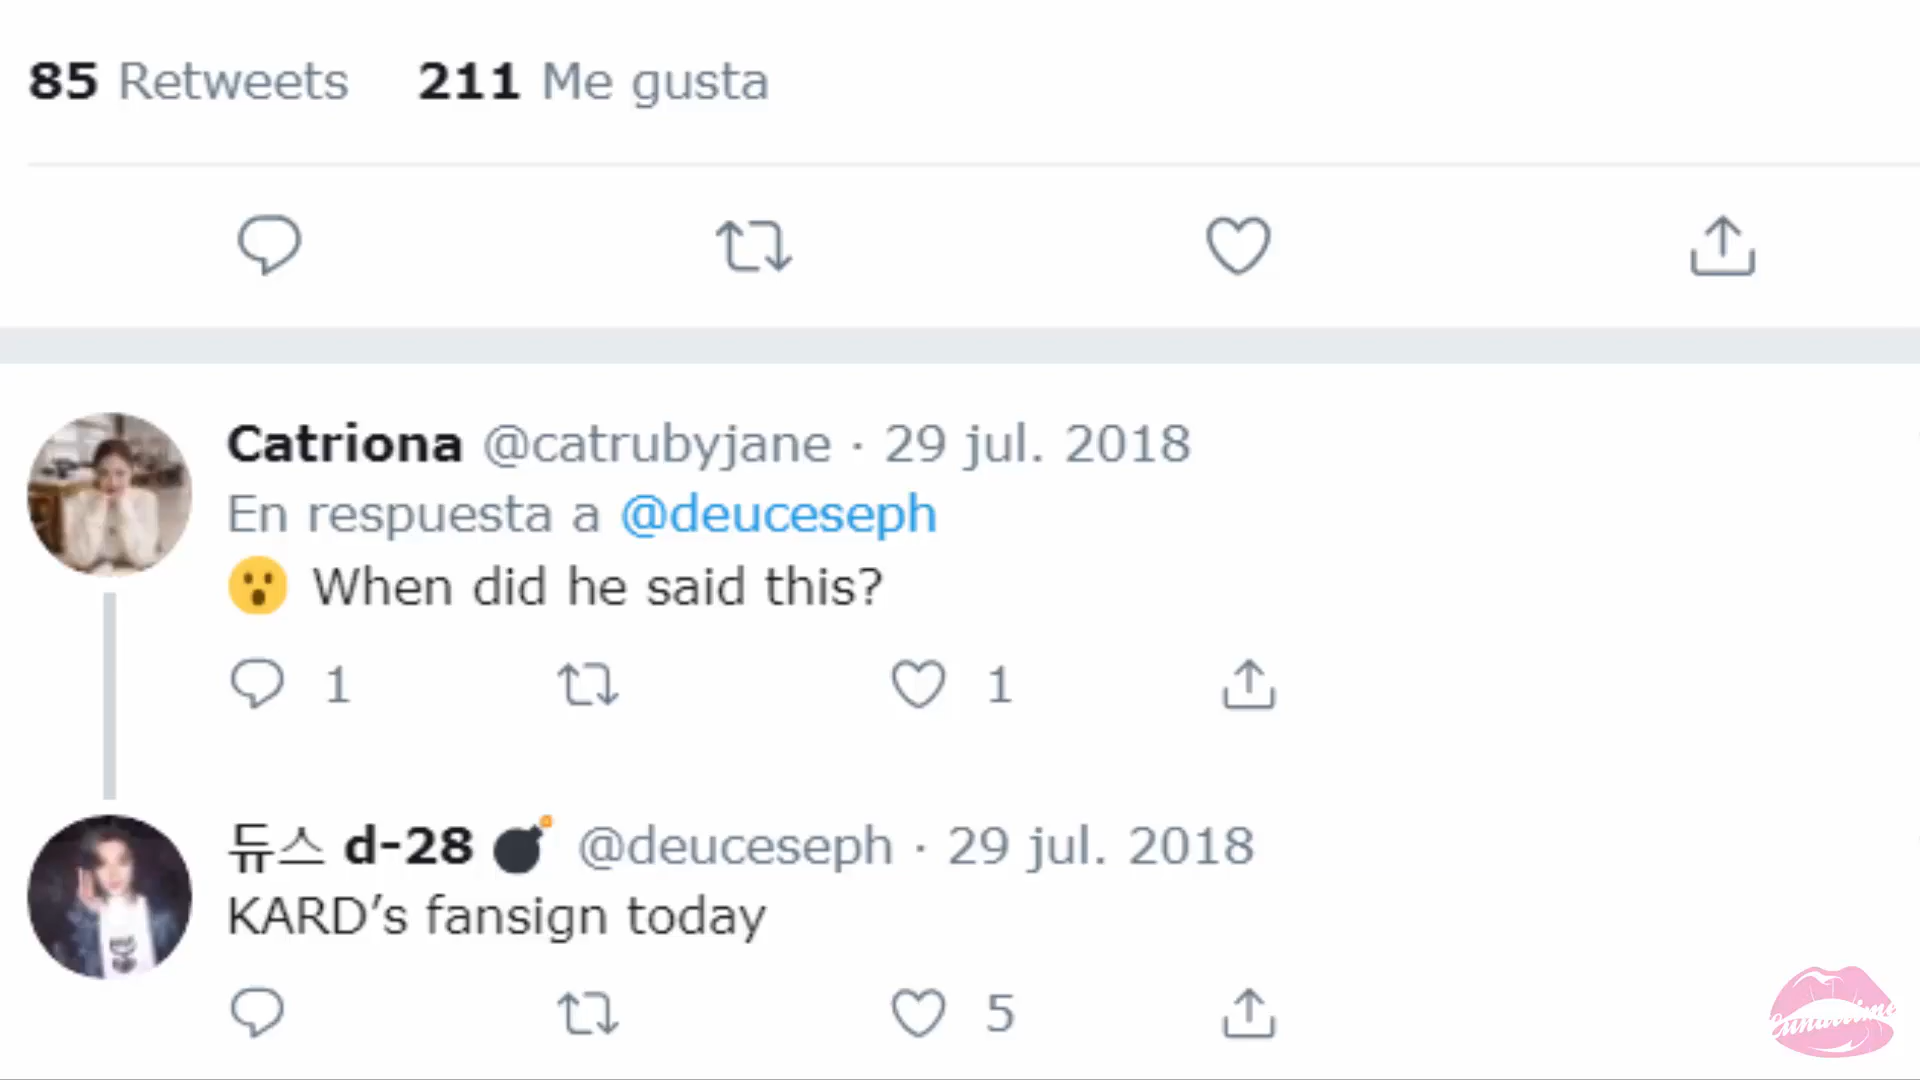 85 Retweets 211 Me gusta
Catriona @catrubyjane · 29 jul. 2018
En respuesta a @deuceseph
😮 When did he said this?
1 1
듀스 d-28 💣 @deuceseph · 29 jul. 2018
KARD’s fansign today
5